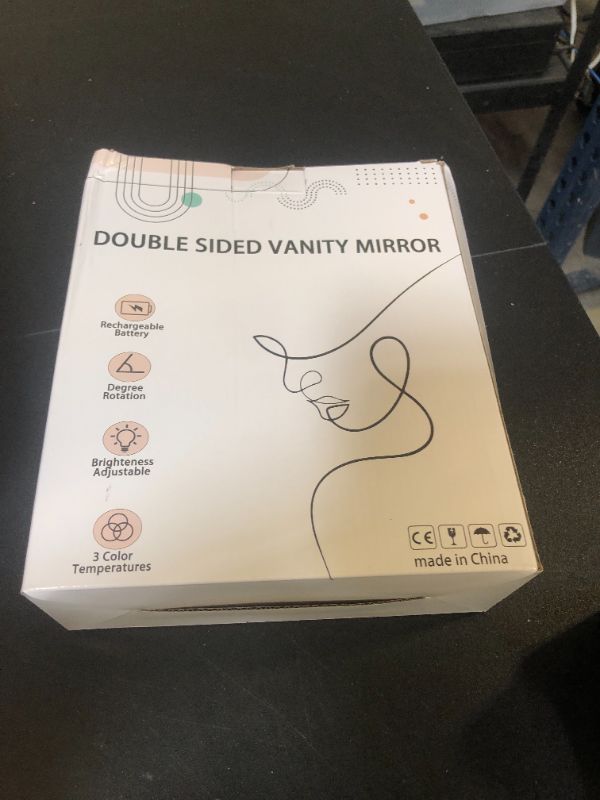 DOUBLE SIDED VANITY MIRROR
Rechargeable
Battery
Degree
Rotation
Brighteness
Adjustable
3 Color
Temperatures
CE
made in China